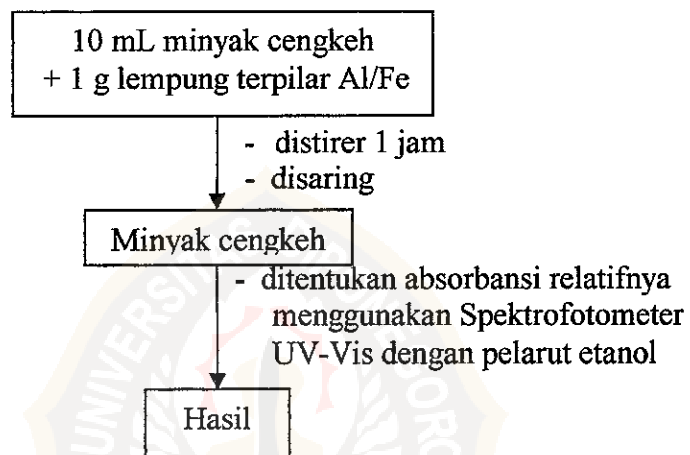 10 mL minyak cengkeh
+ 1 g lempung terpilar Al/Fe
- distirer 1 jam
- disaring
Minyak cengkeh
- ditentukan absorbansi relatifnya
menggunakan Spektrofotometer
UV-Vis dengan pelarut etanol
Hasil